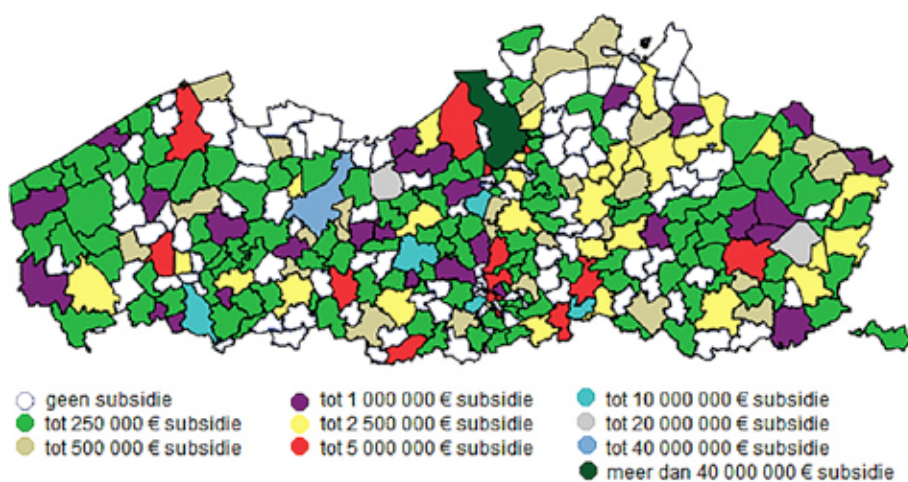 geen subsidie
tot 250 000 € subsidie
tot 500 000 € subsidie
tot 1 000 000 € subsidie
tot 2 500 000 € subsidie
tot 5 000 000 € subsidie
tot 10 000 000 € subsidie
tot 20 000 000 € subsidie
tot 40 000 000 € subsidie
meer dan 40 000 000 € subsidie